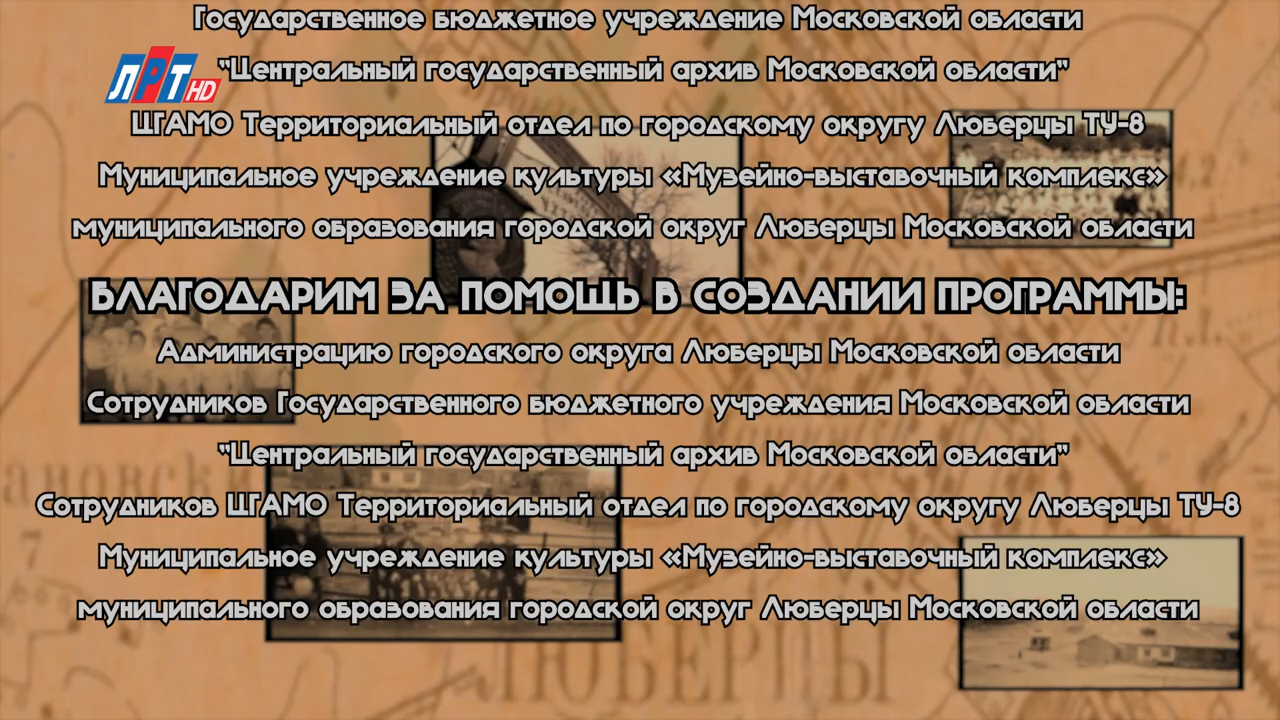 Государственное бюджетное учреждение Московской области
ЛРТ HD
"Центральный государственный архив Московской области"
ЦГАМО Территориальный отдел по городскому округу Люберцы ТУ-8
Муниципальное учреждение культуры «Музейно-выставочный комплекс»
муниципального образования городской округ Люберцы Московской области
БЛАГОДАРИМ ЗА ПОМОЩЬ В СОЗДАНИИ ПРОГРАММЫ:
Администрацию городского округа Люберцы Московской области
Сотрудников Государственного бюджетного учреждения Московской области
"Центральный государственный архив Московской области"
Сотрудников ЦГАМО Территориальный отдел по городскому округу Люберцы ТУ-8
Муниципальное учреждение культуры «Музейно-выставочный комплекс»
муниципального образования городской округ Люберцы Московской области
ЛЮБЕРЦЫ